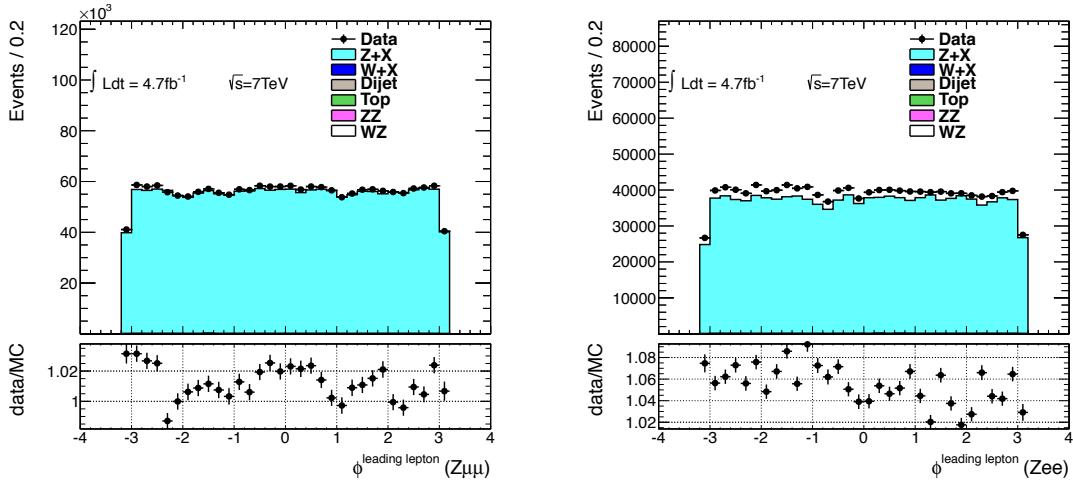 ×10³
Events / 0.2
120
100
80
60
40
20
∫ Ldt = 4.7fb⁻¹
√s=7TeV
Data
Z+X
W+X
Dijet
Top
ZZ
WZ
data/MC
1.02
1
-4 -3 -2 -1 0 1 2 3 4
ϕ^leading lepton (Zμμ)
Events / 0.2
80000
70000
60000
50000
40000
30000
20000
10000
∫ Ldt = 4.7fb⁻¹
√s=7TeV
Data
Z+X
W+X
Dijet
Top
ZZ
WZ
data/MC
1.08
1.06
1.04
1.02
-4 -3 -2 -1 0 1 2 3 4
ϕ^leading lepton (Zee)